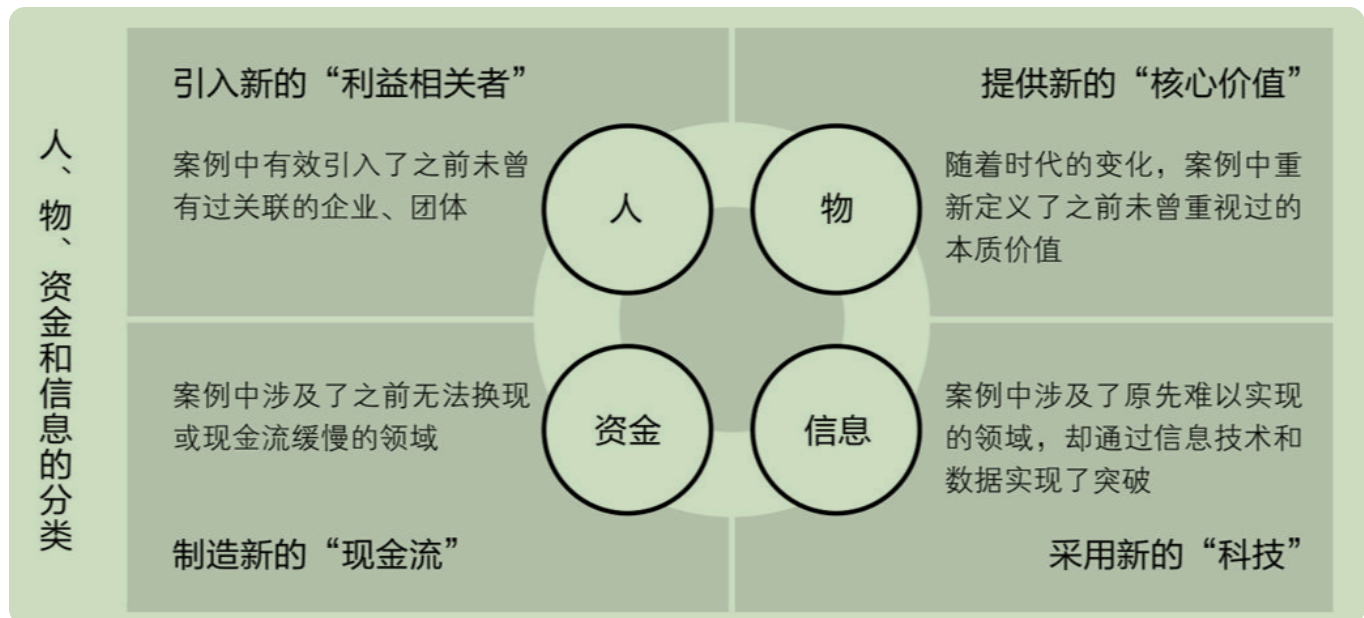 人、物、资金和信息的分类
引入新的“利益相关者”
案例中有效引入了之前未曾
有过关联的企业、团体
人
提供新的“核心价值”
随着时代的变化，案例中重
新定义了之前未曾重视过的
本质价值
物
案例中涉及了之前无法换现
或现金流缓慢的领域
制造新的“现金流”
资金
案例中涉及了原先难以实现
的领域，却通过信息技术和
数据实现了突破
采用新的“科技”
信息